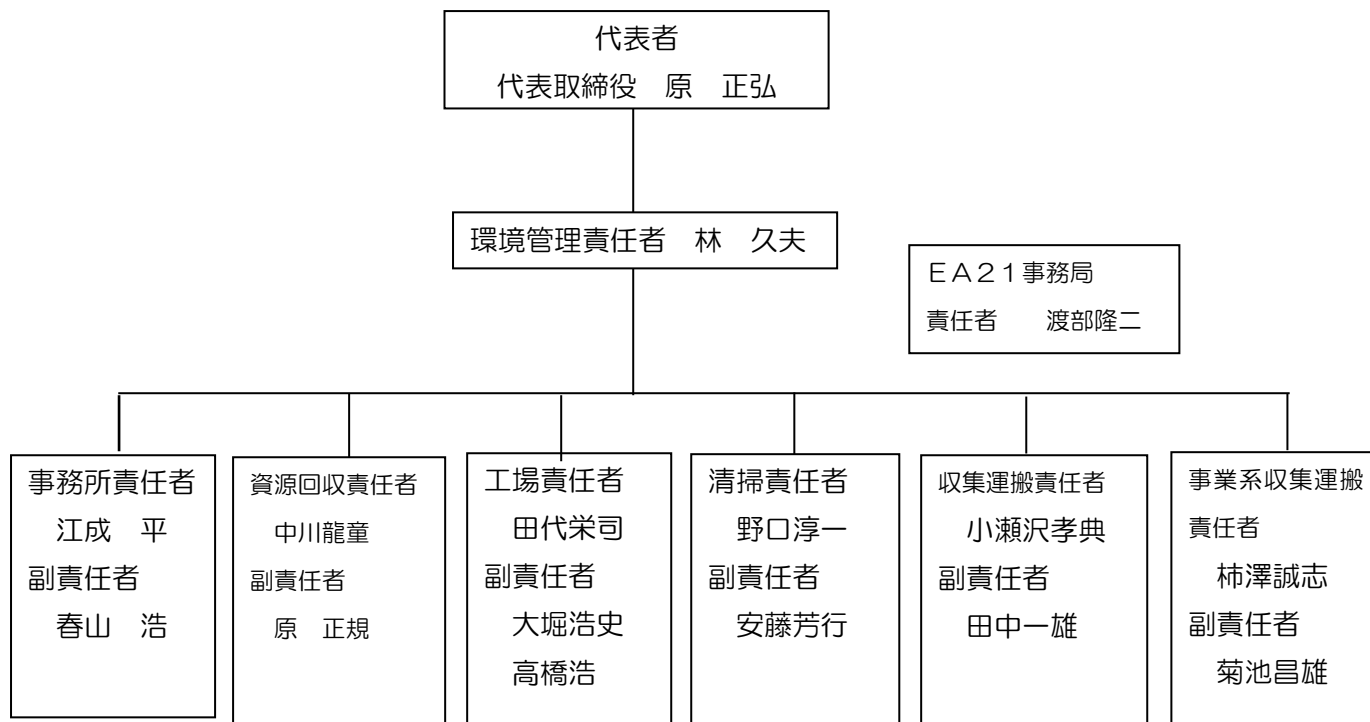 代表者
代表取締役　原　正弘
環境管理責任者　林　久夫
ＥＡ２１事務局
責任者　　渡部隆二
事務所責任者
江成　平
副責任者
春山　浩
資源回収責任者
中川龍童
副責任者
原　正規
工場責任者
田代栄司
副責任者
大堀浩史
高橋浩
清掃責任者
野口淳一
副責任者
安藤芳行
収集運搬責任者
小瀬沢孝典
副責任者
田中一雄
事業系収集運搬
責任者
柿澤誠志
副責任者
菊池昌雄